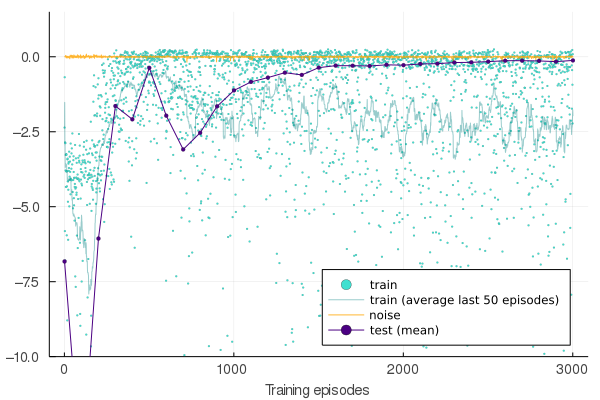 0.0
−2.5
−5.0
−7.5
−10.0
0
1000
2000
3000
Training episodes
train
train (average last 50 episodes)
noise
test (mean)